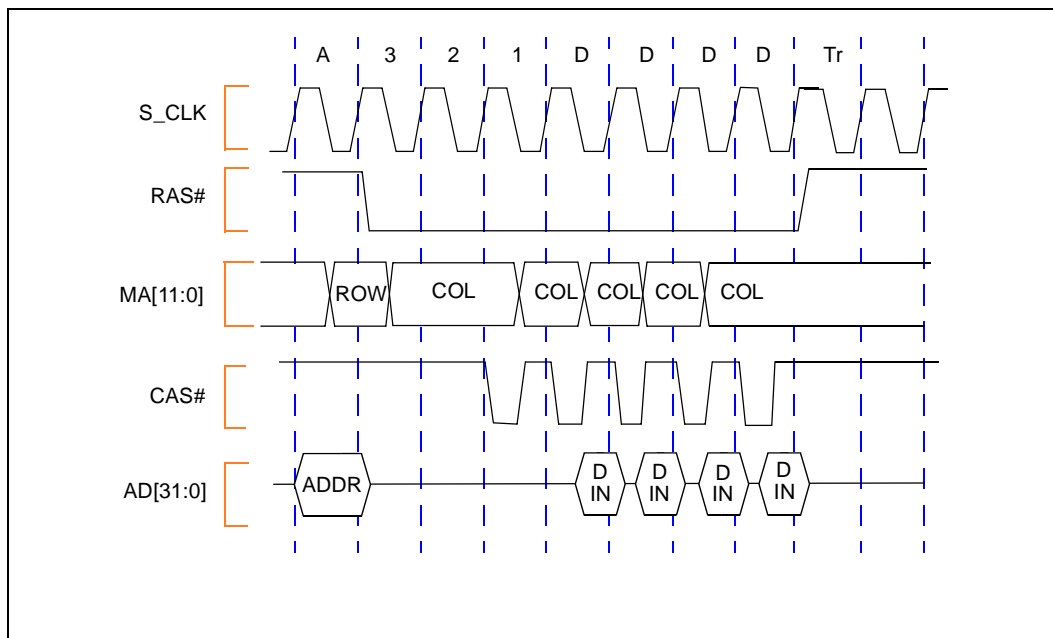 A 3 2 1 D D D D Tr
S_CLK
RAS#
MA[11:0] ROW COL COL COL COL COL
CAS#
AD[31:0] ADDR D IN D IN D IN D IN